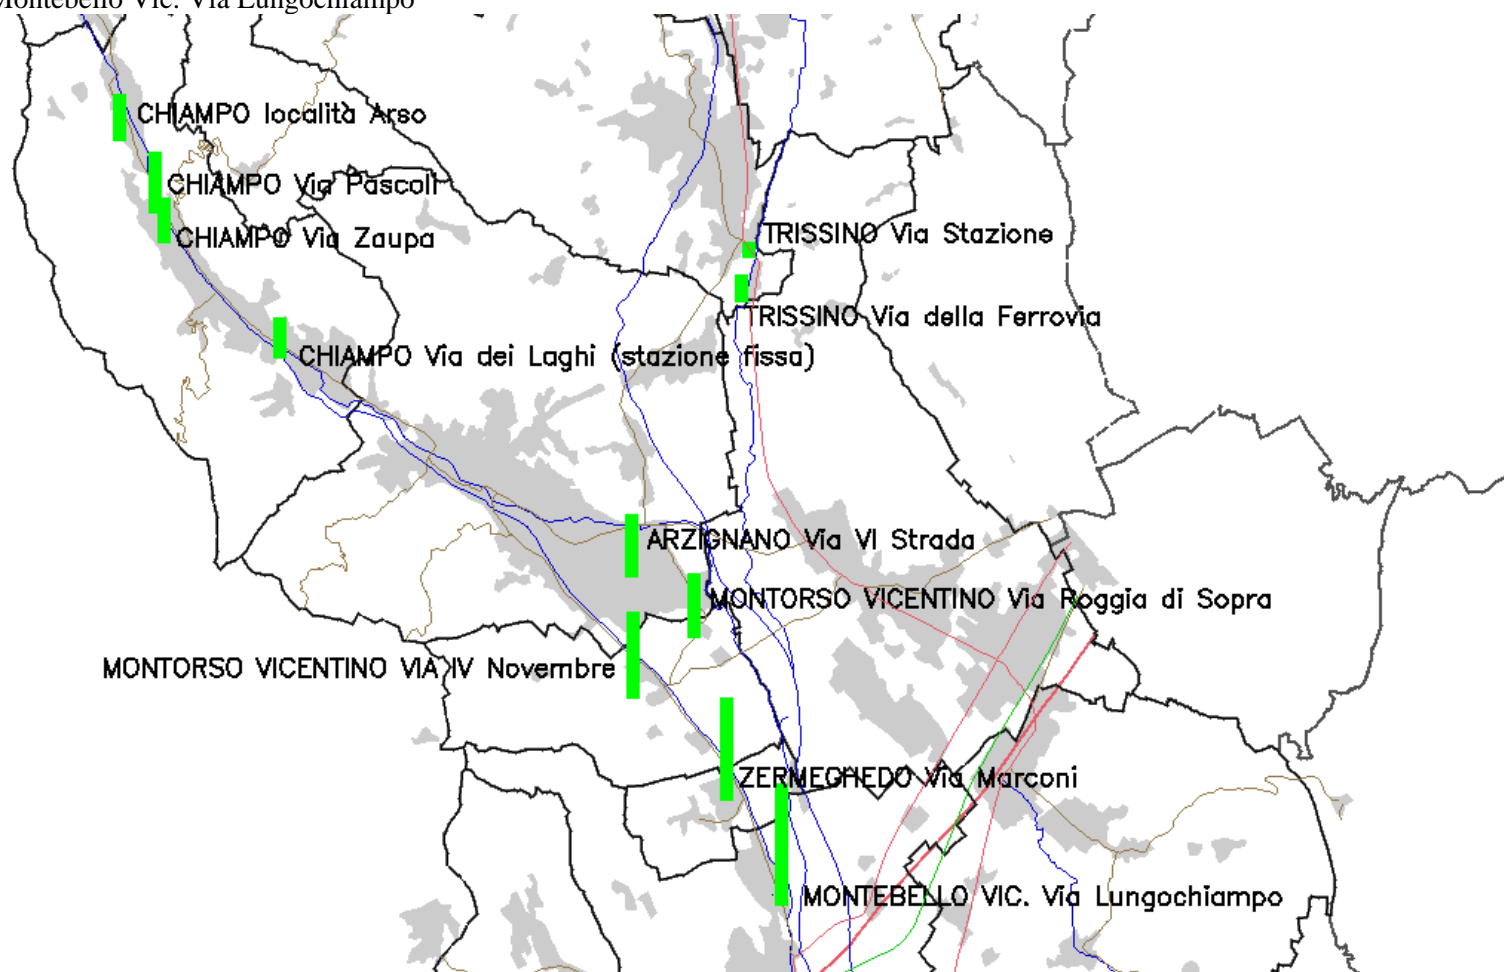 Montebello Vic. Via Lungochiampo
CHIAMPO località Arso
CHIAMPO Via Pascoli
CHIAMPO Via Zaupa
TRISSINO Via Stazione
TRISSINO Via della Ferrovia
CHIAMPO Via dei Laghi (stazione fissa)
ARZIGNANO Via VI Strada
MONTORSO VICENTINO Via Roggia di Sopra
MONTORSO VICENTINO VIA IV Novembre
ZERMEGHEDO Via Marconi
MONTEBELLO VIC. Via Lungochiampo